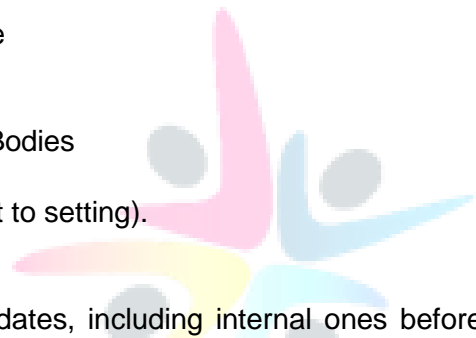 Bodies
t to setting).
dates, including internal ones before